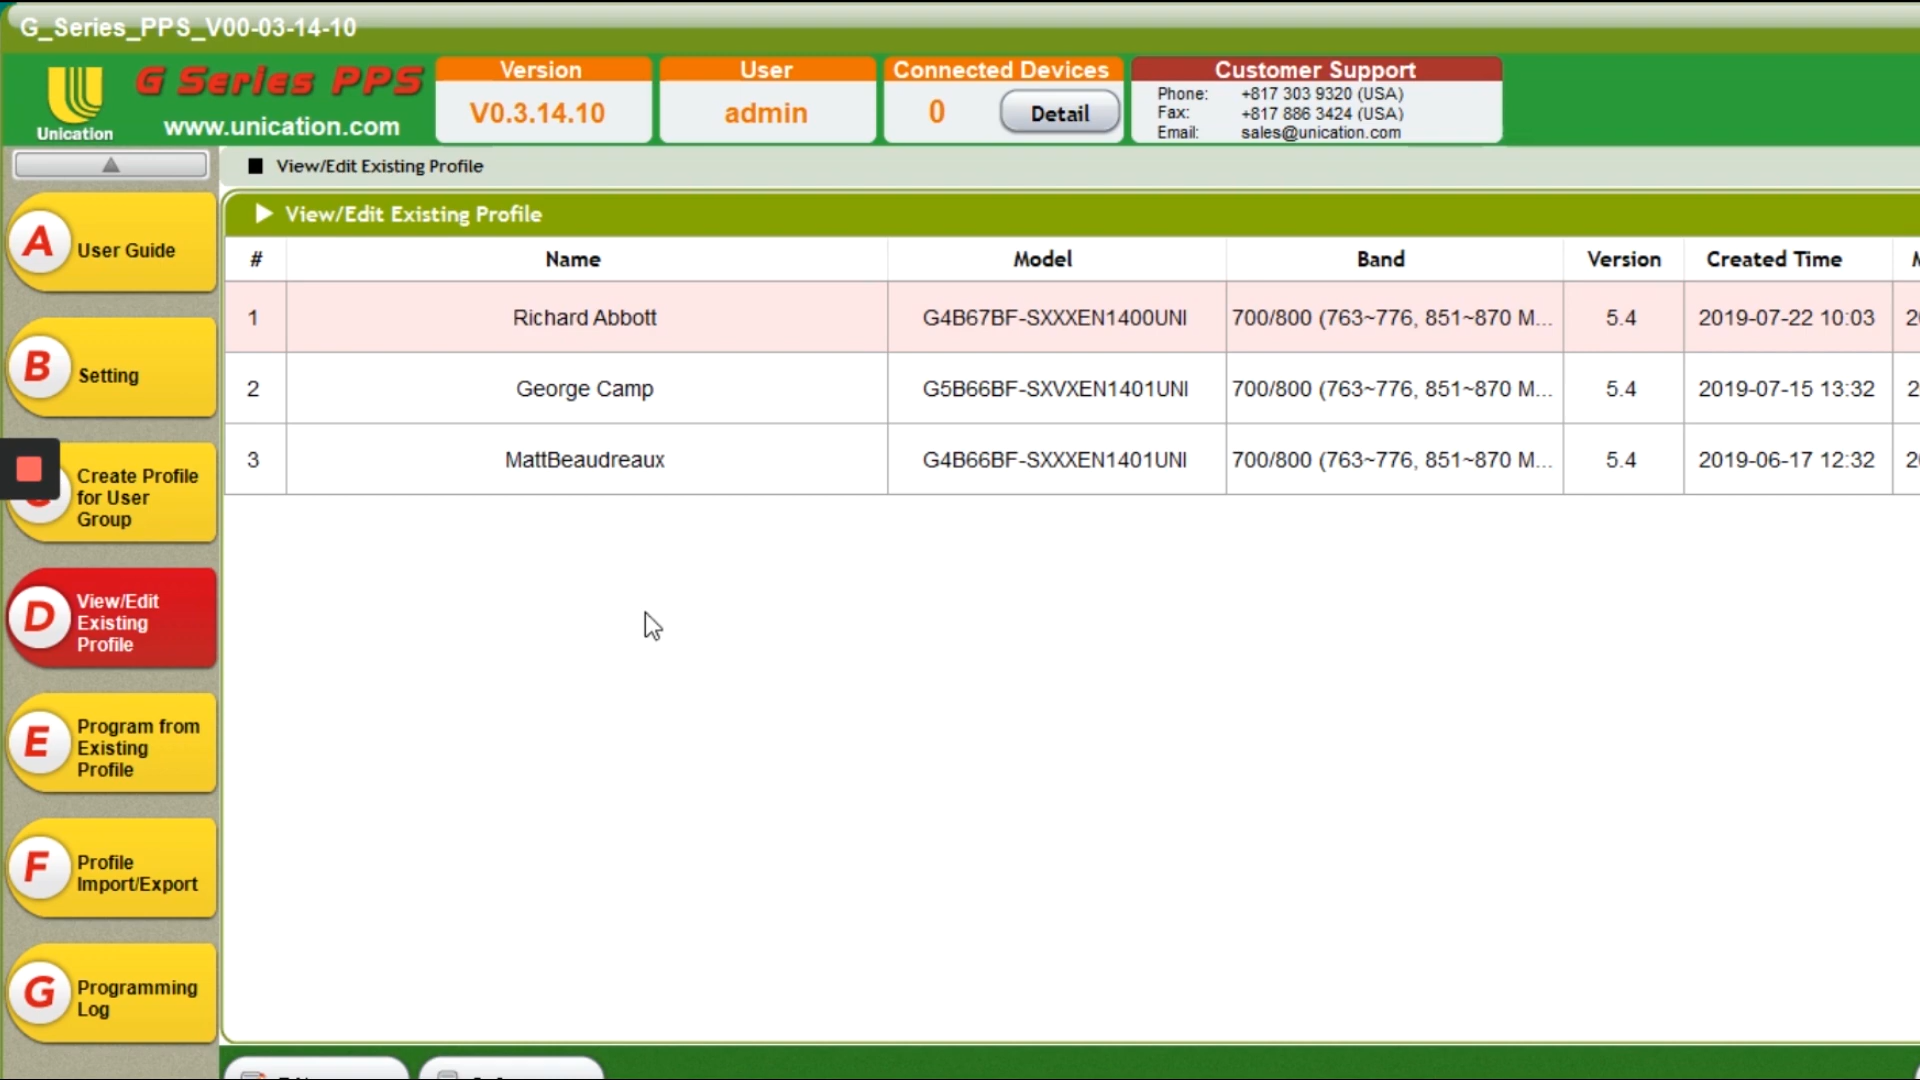 G_Series_PPS_V00-03-14-10
Unication
G Series PPS
www.unication.com
Version
V0.3.14.10
User
admin
Connected Devices
0
Detail
Customer Support
Phone: +817 303 9320 (USA)
Fax: +817 886 3424 (USA)
Email: sales@unication.com
A
User Guide
B
Setting
Create Profile
for User
Group
D
View/Edit
Existing
Profile
E
Program from
Existing
Profile
F
Profile
Import/Export
G
Programming
Log
View/Edit Existing Profile
View/Edit Existing Profile
# Name Model Band Version Created Time
1 Richard Abbott G4B67BF-SXXXEN1400UNI 700/800 (763~776, 851~870 M... 5.4 2019-07-22 10:03
2 George Camp G5B66BF-SXVXEN1401UNI 700/800 (763~776, 851~870 M... 5.4 2019-07-15 13:32
3 MattBeaudreaux G4B66BF-SXXXEN1401UNI 700/800 (763~776, 851~870 M... 5.4 2019-06-17 12:32